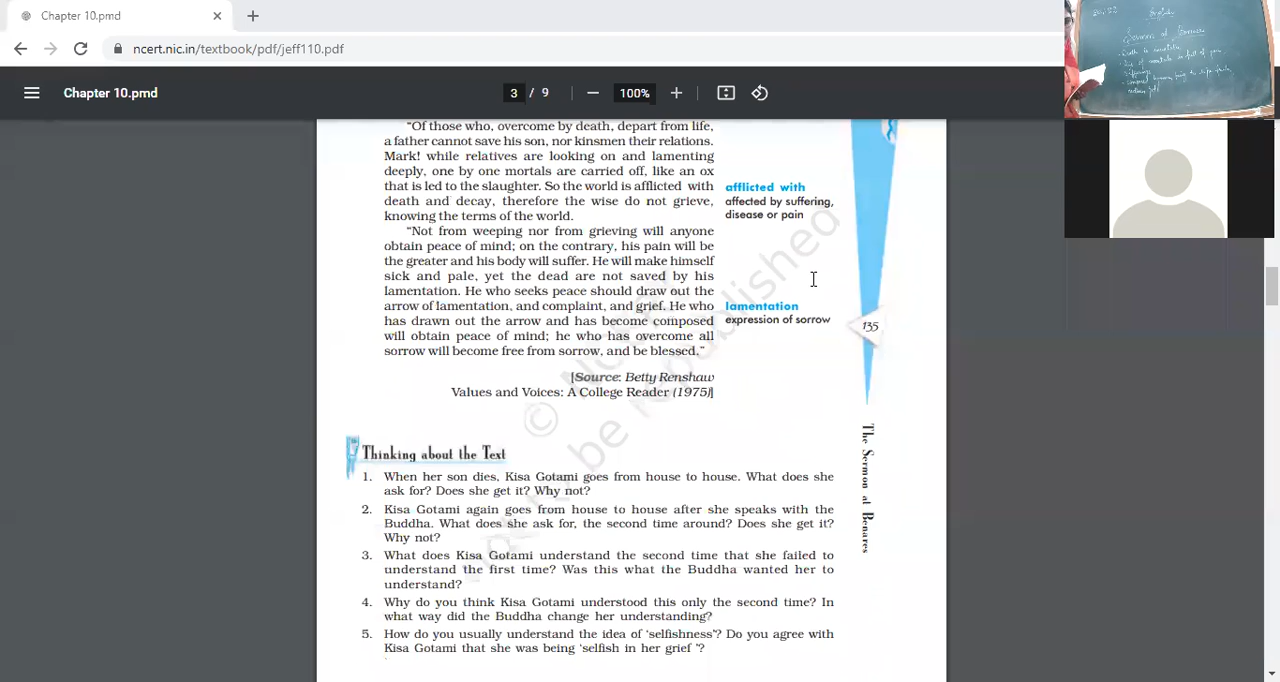 Chapter 10.pmd
ncert.nic.in/textbook/pdf/jeff110.pdf
Chapter 10.pmd
3 / 9
100%
English
Sermon at Benares
“Of those who, overcome by death, depart from life,
a father cannot save his son, nor kinsmen their relations.
Mark! while relatives are looking on and lamenting
deeply, one by one mortals are carried off, like an ox
that is led to the slaughter. So the world is afflicted with
death and decay, therefore the wise do not grieve,
knowing the terms of the world.
afflicted with
affected by suffering,
disease or pain
“Not from weeping nor from grieving will anyone
obtain peace of mind; on the contrary, his pain will be
the greater and his body will suffer. He will make himself
sick and pale, yet the dead are not saved by his
lamentation. He who seeks peace should draw out the
arrow of lamentation, and complaint, and grief. He who
has drawn out the arrow and has become composed
will obtain peace of mind; he who has overcome all
sorrow will become free from sorrow, and be blessed.”
lamentation
expression of sorrow
135
[Source: Betty Renshaw
Values and Voices: A College Reader (1975)]
The Sermon at Benares
Thinking about the Text
1. When her son dies, Kisa Gotami goes from house to house. What does she
ask for? Does she get it? Why not?
2. Kisa Gotami again goes from house to house after she speaks with the
Buddha. What does she ask for, the second time around? Does she get it?
Why not?
3. What does Kisa Gotami understand the second time that she failed to
understand the first time? Was this what the Buddha wanted her to
understand?
4. Why do you think Kisa Gotami understood this only the second time? In
what way did the Buddha change her understanding?
5. How do you usually understand the idea of ‘selfishness’? Do you agree with
Kisa Gotami that she was being ‘selfish in her grief ’?
© NCERT
not to be republished